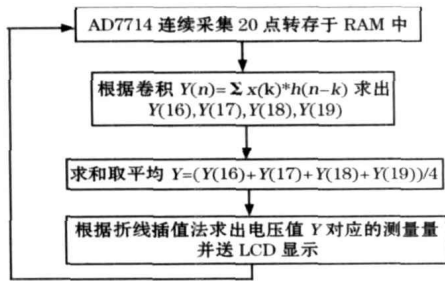 AD7714 连续采集 20 点转存于 RAM 中
根据卷积 Y(n)=Σ x(k)*h(n-k) 求出
Y(16),Y(17),Y(18),Y(19)
求和取平均 Y=(Y(16)+Y(17)+Y(18)+Y(19))/4
根据折线插值法求出电压值 Y 对应的测量量
并送 LCD 显示